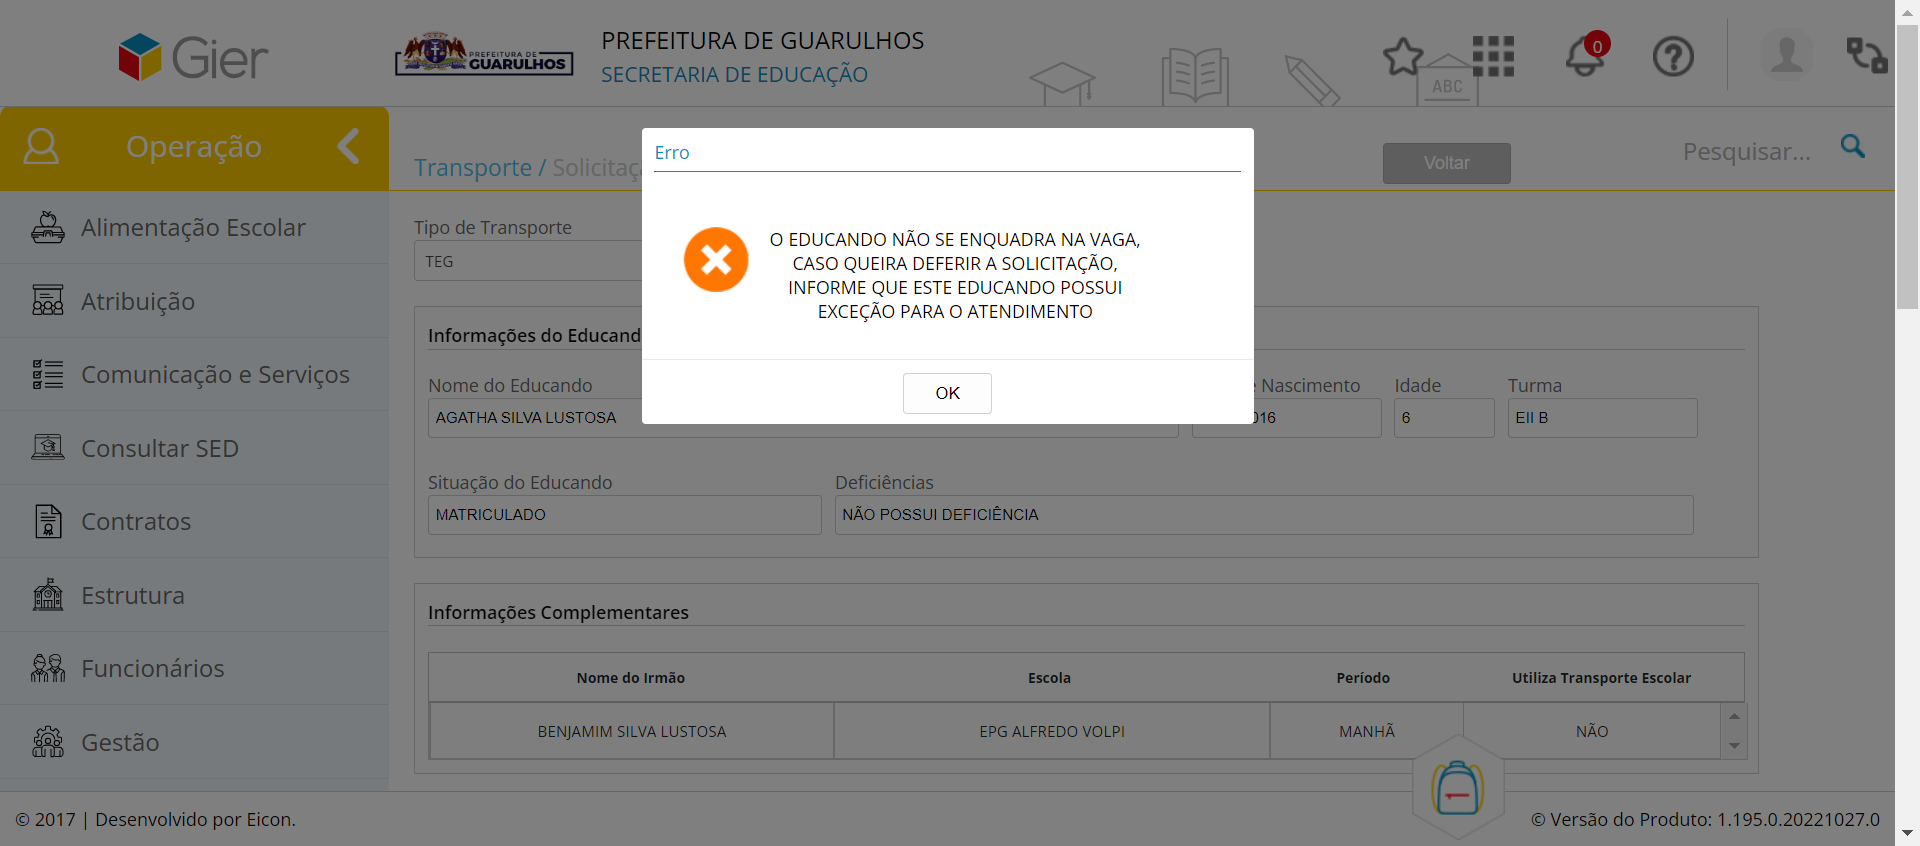 Gier
PREFEITURA DE
GUARULHOS
PREFEITURA DE GUARULHOS
SECRETARIA DE EDUCAÇÃO
ABC
0
Operação
Transporte / Solicitaç
Voltar
Pesquisar...
Erro
O EDUCANDO NÃO SE ENQUADRA NA VAGA,
CASO QUEIRA DEFERIR A SOLICITAÇÃO,
INFORME QUE ESTE EDUCANDO POSSUI
EXCEÇÃO PARA O ATENDIMENTO
OK
Alimentação Escolar
Atribuição
Comunicação e Serviços
Consultar SED
Contratos
Estrutura
Funcionários
Gestão
Tipo de Transporte
TEG
Informações do Educand
Nome do Educando
Nascimento
Idade
Turma
AGATHA SILVA LUSTOSA
016
6
EII B
Situação do Educando
Deficiências
MATRICULADO
NÃO POSSUI DEFICIÊNCIA
Informações Complementares
Nome do Irmão
Escola
Período
Utiliza Transporte Escolar
BENJAMIM SILVA LUSTOSA
EPG ALFREDO VOLPI
MANHÃ
NÃO
© 2017 | Desenvolvido por Eicon.
© Versão do Produto: 1.195.0.20221027.0